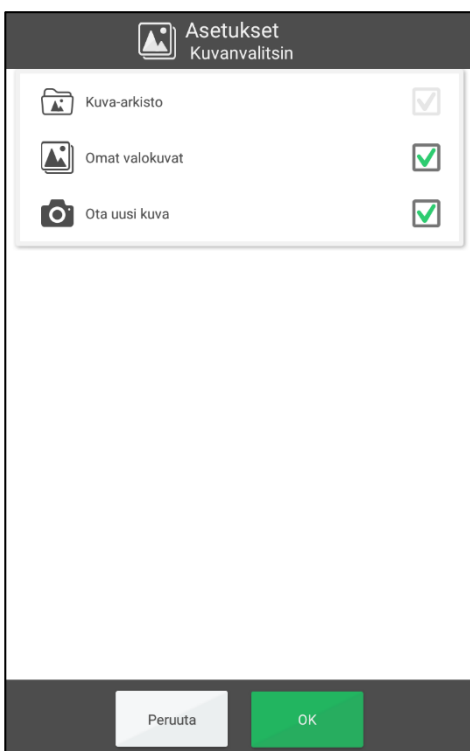 Asetukset
Kuvanvalitsin
Kuva-arkisto
Omat valokuvat
Ota uusi kuva
Peruuta
OK